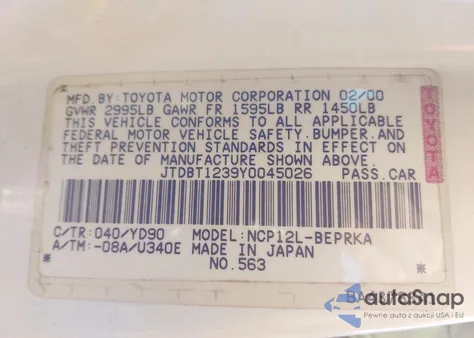 MFD.BY:TOYOTA MOTOR CORPORATION 02/00
GVWR 2995LB GAWR FR 1595LB RR 1450LB
THIS VEHICLE CONFORMS TO ALL APPLICABLE
FEDERAL MOTOR VEHICLE SAFETY.BUMPER.AND
THEFT PREVENTION STANDARDS IN EFFECT ON
THE DATE OF MANUFACTURE SHOWN ABOVE.
JTDBT1239Y0045026 PASS.CAR
TOYOTA
C/TR:040/YD90 MODEL:NCP12L-BEPRKA
A/TM:-08A/U340E MADE IN JAPAN
NO.563
autoSnap
Pewne auto z aukcji USA i EU